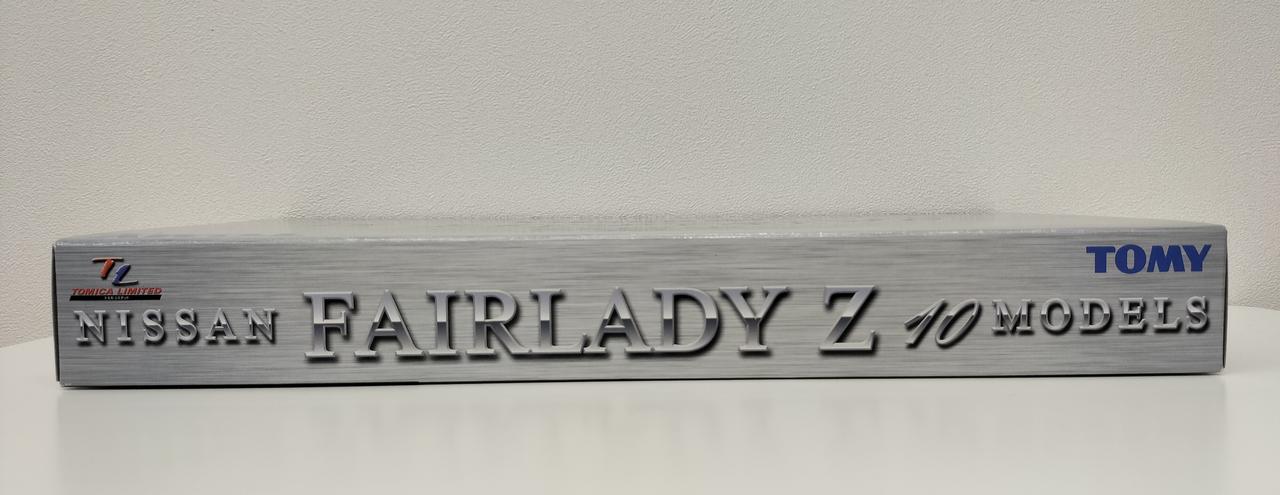 TL
TOMICA LIMITED
TOMY
NISSAN FAIRLADY Z 10 MODELS